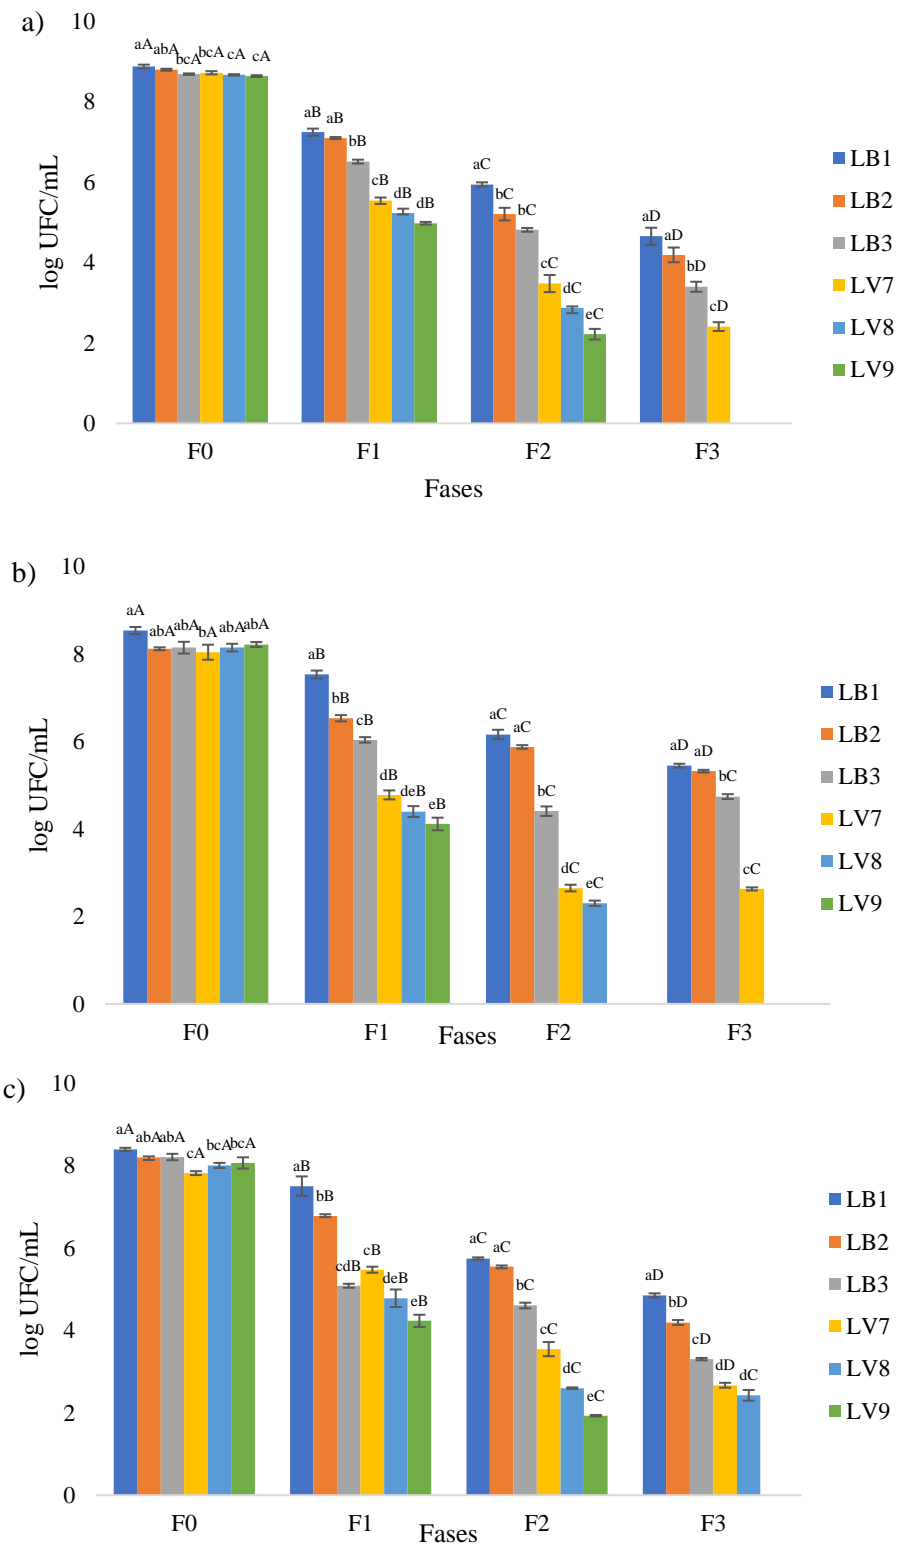 a)
10
8
6
4
2
0
log UFC/mL
aA abA bcA bcA cA cA
aB aB bB cB dB dB
aC bC bC cC dC eC
aD aD bD cD
F0 F1 F2 F3
Fases
LB1
LB2
LB3
LV7
LV8
LV9
b)
10
8
6
4
2
0
log UFC/mL
aA abA abA bA abA abA
aB bB cB dB deB eB
aC aC bC dC eC
aD aD bC cC
F0 F1 F2 F3
Fases
LB1
LB2
LB3
LV7
LV8
LV9
c)
10
8
6
4
2
0
log UFC/mL
aA abA abA cA bcA bcA
aB bB cdB cB deB eB
aC aC bC cC dC eC
aD bD cD dD dC
F0 F1 F2 F3
Fases
LB1
LB2
LB3
LV7
LV8
LV9